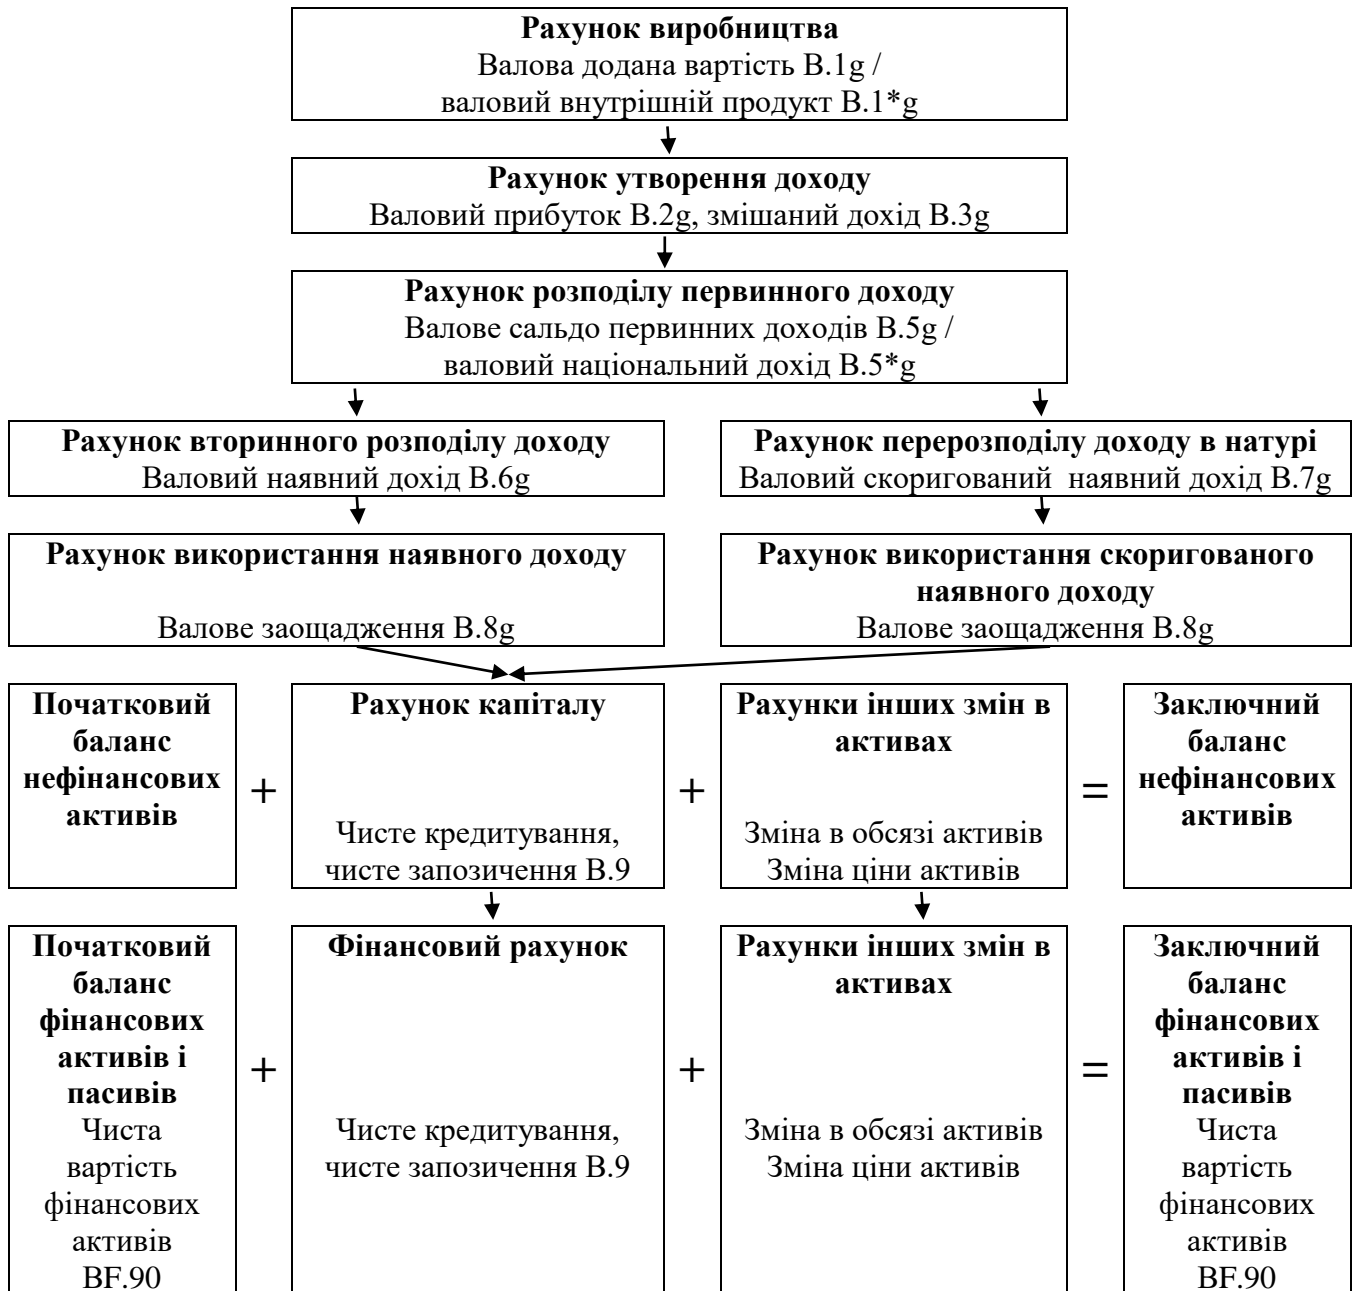 Рахунок виробництва
Валова додана вартість B.1g /
валовий внутрішній продукт B.1*g
Рахунок утворення доходу
Валовий прибуток B.2g, змішаний дохід B.3g
Рахунок розподілу первинного доходу
Валове сальдо первинних доходів B.5g /
валовий національний дохід B.5*g
Рахунок вторинного розподілу доходу
Валовий наявний дохід B.6g
Рахунок перерозподілу доходу в натурі
Валовий скоригований наявний дохід B.7g
Рахунок використання наявного доходу
Валове заощадження B.8g
Рахунок використання скоригованого
наявного доходу
Валове заощадження B.8g
Початковий
баланс
нефінансових
активів
+
Рахунок капіталу
Чисте кредитування,
чисте запозичення B.9
+
Рахунки інших змін в
активах
Зміна в обсязі активів
Зміна ціни активів
=
Заключний
баланс
нефінансових
активів
Початковий
баланс
фінансових
активів і
пасивів
Чиста
вартість
фінансових
активів
BF.90
+
Фінансовий рахунок
Чисте кредитування,
чисте запозичення B.9
+
Рахунки інших змін в
активах
Зміна в обсязі активів
Зміна ціни активів
=
Заключний
баланс
фінансових
активів і
пасивів
Чиста
вартість
фінансових
активів
BF.90